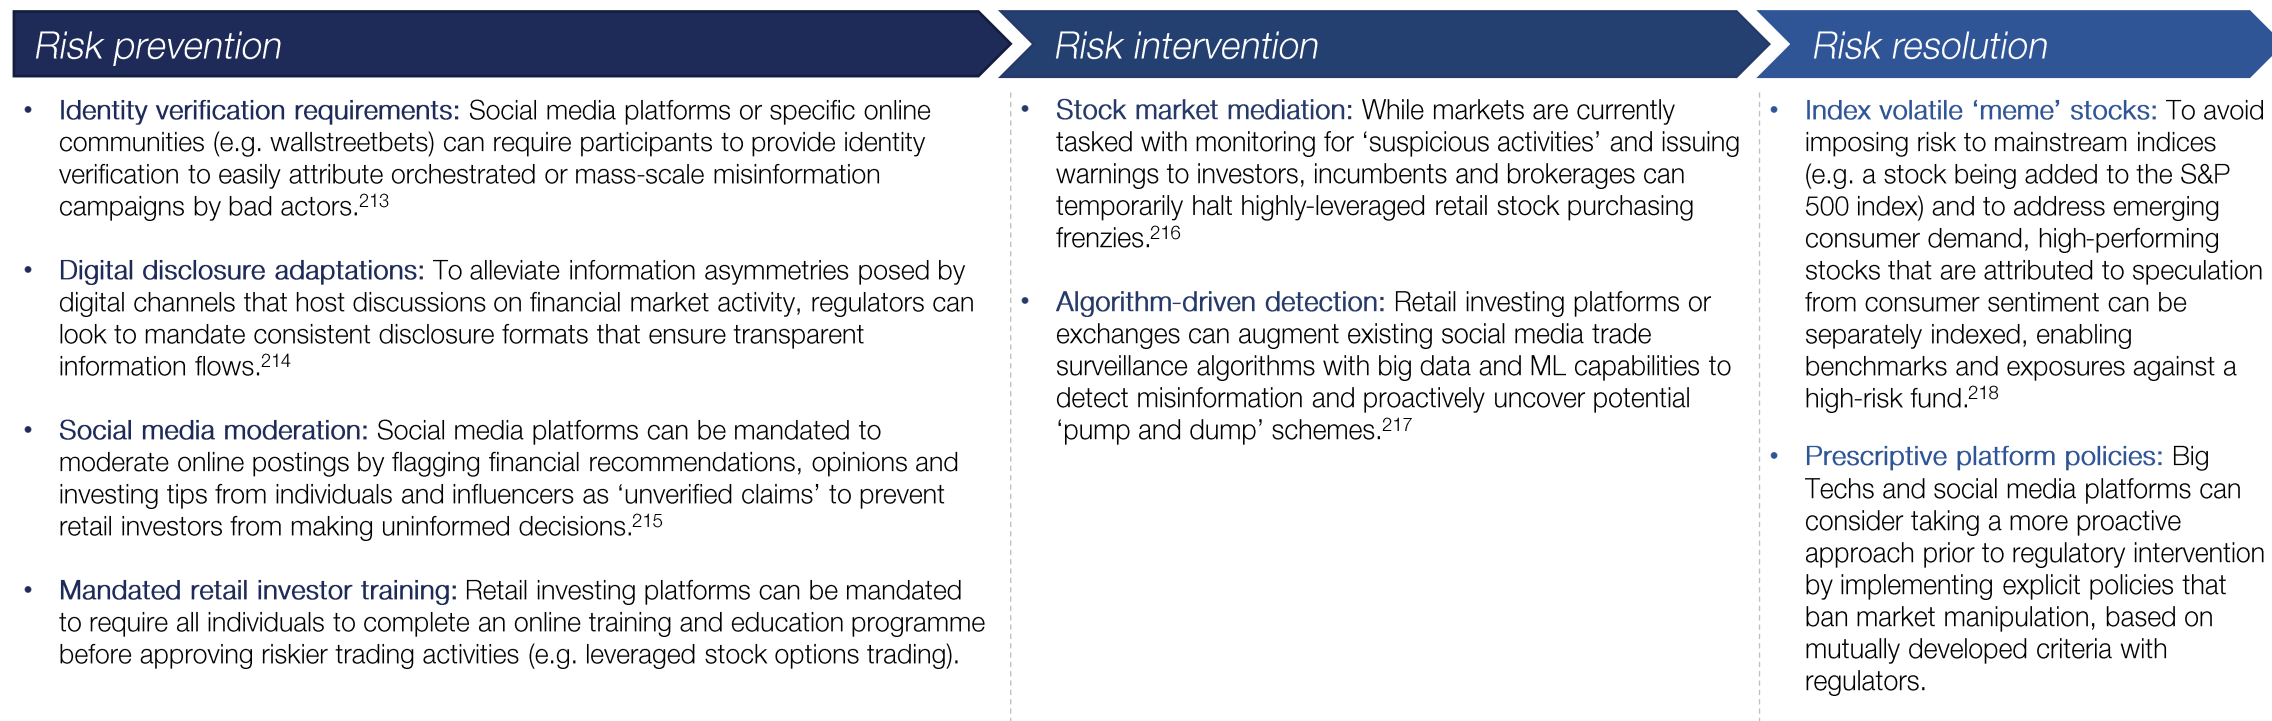 Risk prevention
• Identity verification requirements: Social media platforms or specific online
communities (e.g. wallstreetbets) can require participants to provide identity
verification to easily attribute orchestrated or mass-scale misinformation
campaigns by bad actors.213
• Digital disclosure adaptations: To alleviate information asymmetries posed by
digital channels that host discussions on financial market activity, regulators can
look to mandate consistent disclosure formats that ensure transparent
information flows.214
• Social media moderation: Social media platforms can be mandated to
moderate online postings by flagging financial recommendations, opinions and
investing tips from individuals and influencers as ‘unverified claims’ to prevent
retail investors from making uninformed decisions.215
• Mandated retail investor training: Retail investing platforms can be mandated
to require all individuals to complete an online training and education programme
before approving riskier trading activities (e.g. leveraged stock options trading).
Risk intervention
• Stock market mediation: While markets are currently
tasked with monitoring for ‘suspicious activities’ and issuing
warnings to investors, incumbents and brokerages can
temporarily halt highly-leveraged retail stock purchasing
frenzies.216
• Algorithm-driven detection: Retail investing platforms or
exchanges can augment existing social media trade
surveillance algorithms with big data and ML capabilities to
detect misinformation and proactively uncover potential
‘pump and dump’ schemes.217
Risk resolution
• Index volatile ‘meme’ stocks: To avoid
imposing risk to mainstream indices
(e.g. a stock being added to the S&P
500 index) and to address emerging
consumer demand, high-performing
stocks that are attributed to speculation
from consumer sentiment can be
separately indexed, enabling
benchmarks and exposures against a
high-risk fund.218
• Prescriptive platform policies: Big
Techs and social media platforms can
consider taking a more proactive
approach prior to regulatory intervention
by implementing explicit policies that
ban market manipulation, based on
mutually developed criteria with
regulators.